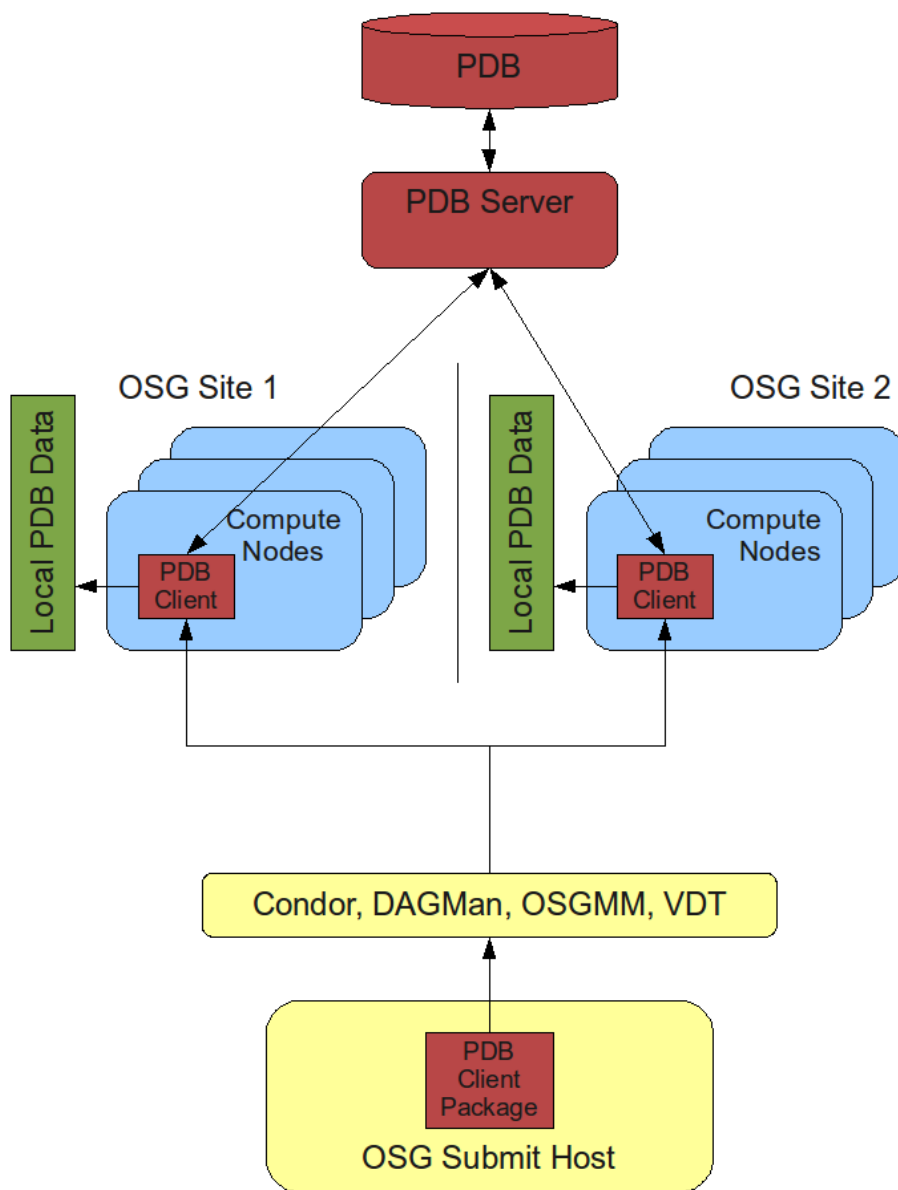 PDB
PDB Server
OSG Site 1
OSG Site 2
Local PDB Data
Compute
Nodes
PDB
Client
Local PDB Data
Compute
Nodes
PDB
Client
Condor, DAGMan, OSGMM, VDT
PDB
Client
Package
OSG Submit Host